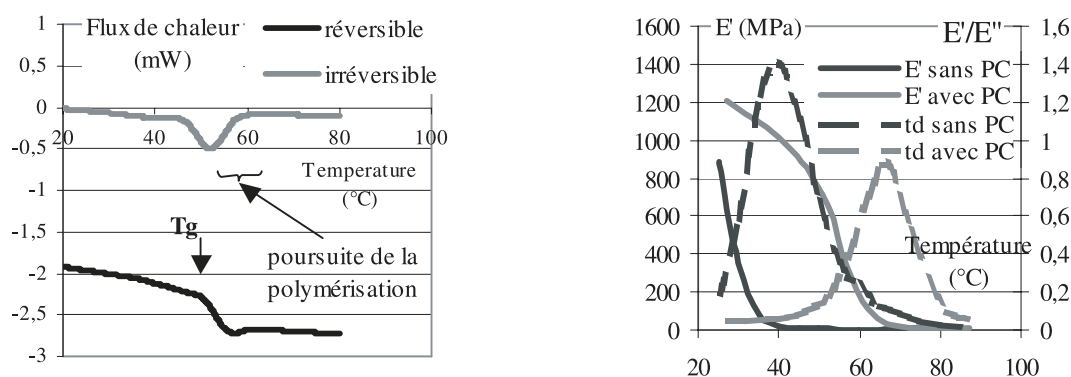 Flux de chaleur
(mW)
réversible
irréversible
1
0,5
0
-0,5
-1
-1,5
-2
-2,5
-3
20
40
60
80
100
Temperature
(°C)
Tg
poursuite de la
polymérisation
E' (MPa)
E'/E"
E' sans PC
E' avec PC
td sans PC
td avec PC
1600
1400
1200
1000
800
600
400
200
0
1,6
1,4
1,2
1
0,8
0,6
0,4
0,2
0
Température
(°C)
20
40
60
80
100